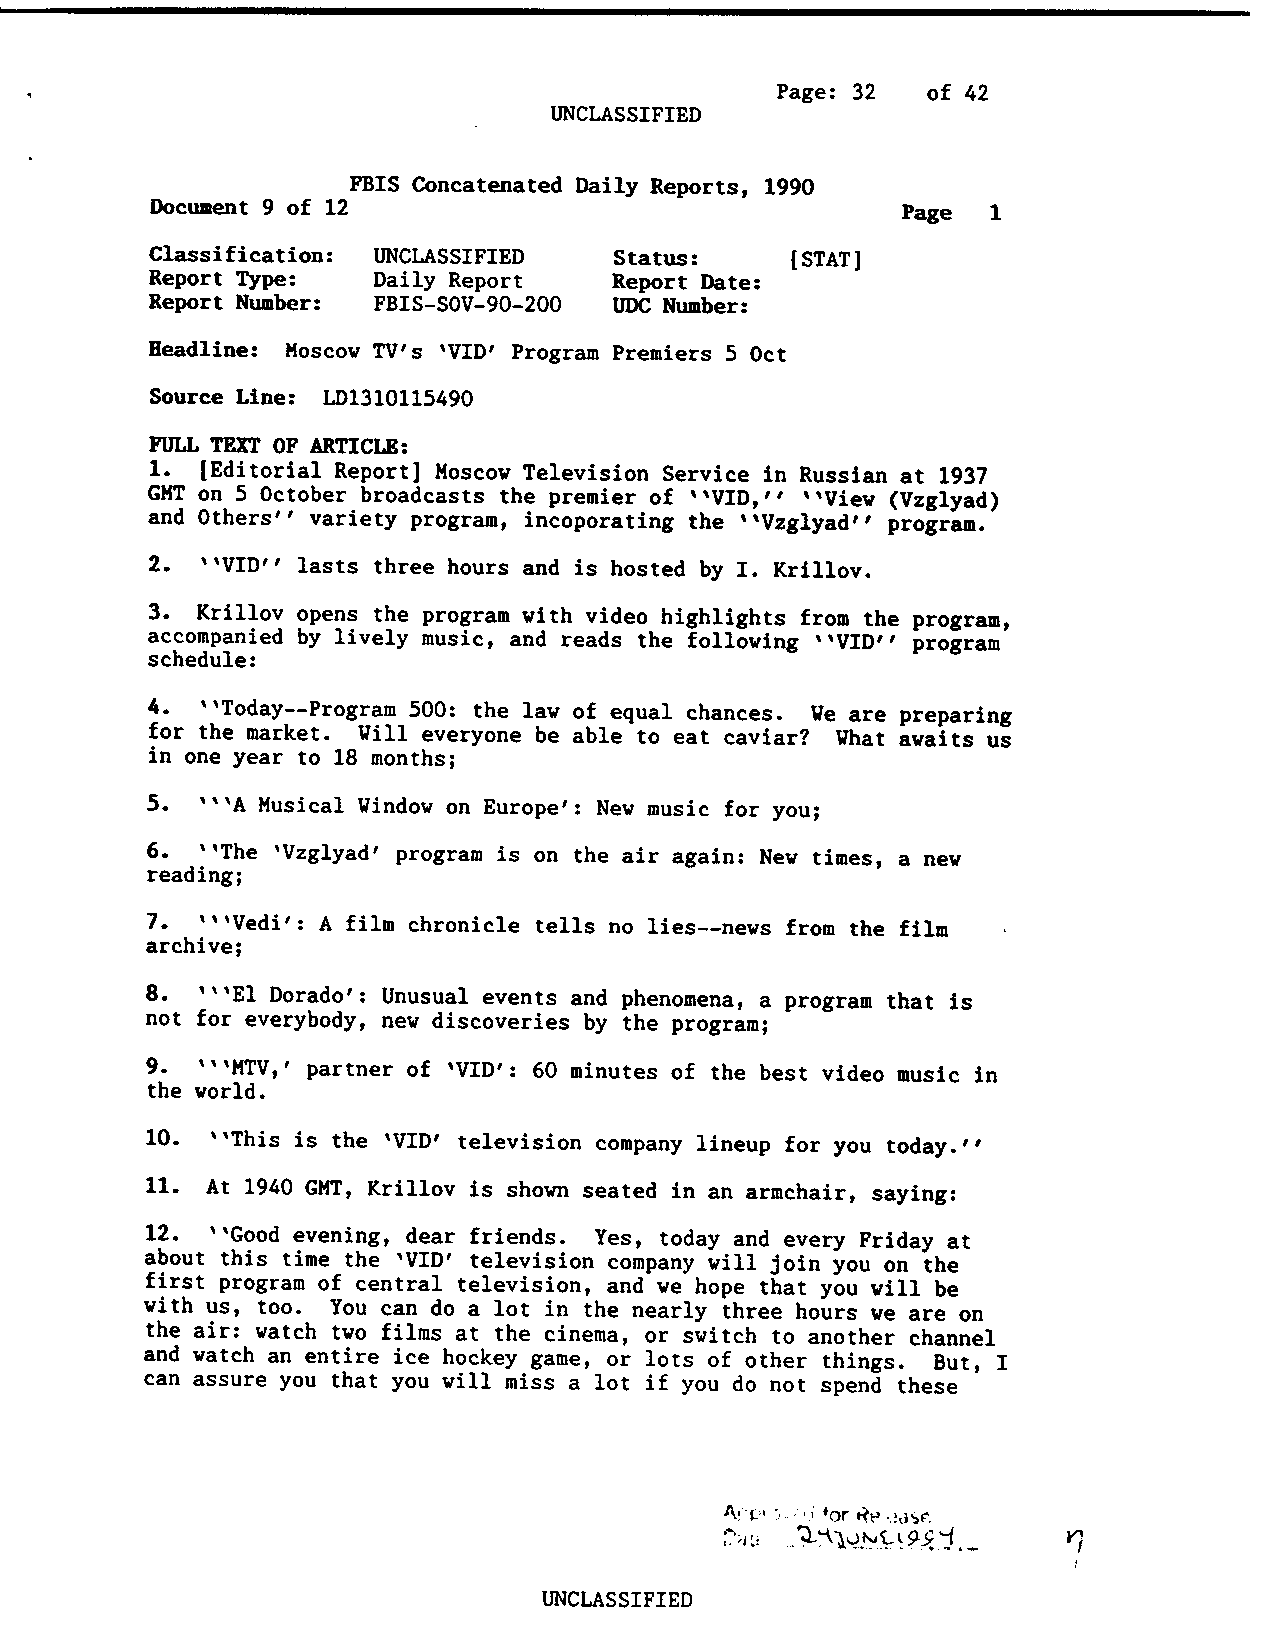 Page: 32 of 42
UNCLASSIFIED
FBIS Concatenated Daily Reports, 1990
Document 9 of 12 Page 1
Classification: UNCLASSIFIED Status: [STAT]
Report Type: Daily Report Report Date:
Report Number: FBIS-SOV-90-200 UDC Number:
Headline: Moscow TV's `VID' Program Premiers 5 Oct
Source Line: LD1310115490
FULL TEXT OF ARTICLE:
1. [Editorial Report] Moscow Television Service in Russian at 1937
GMT on 5 October broadcasts the premier of ``VID,'' ``View (Vzglyad)
and Others'' variety program, incoporating the ``Vzglyad'' program.
2. ``VID'' lasts three hours and is hosted by I. Krillov.
3. Krillov opens the program with video highlights from the program,
accompanied by lively music, and reads the following ``VID'' program
schedule:
4. ``Today--Program 500: the law of equal chances. We are preparing
for the market. Will everyone be able to eat caviar? What awaits us
in one year to 18 months;
5. ```A Musical Window on Europe': New music for you;
6. ``The `Vzglyad' program is on the air again: New times, a new
reading;
7. ```Vedi': A film chronicle tells no lies--news from the film
archive;
8. ```El Dorado': Unusual events and phenomena, a program that is
not for everybody, new discoveries by the program;
9. ```MTV,' partner of `VID': 60 minutes of the best video music in
the world.
10. ``This is the `VID' television company lineup for you today.''
11. At 1940 GMT, Krillov is shown seated in an armchair, saying:
12. ``Good evening, dear friends. Yes, today and every Friday at
about this time the `VID' television company will join you on the
first program of central television, and we hope that you will be
with us, too. You can do a lot in the nearly three hours we are on
the air: watch two films at the cinema, or switch to another channel
and watch an entire ice hockey game, or lots of other things. But, I
can assure you that you will miss a lot if you do not spend these
for Release
Date
UNCLASSIFIED